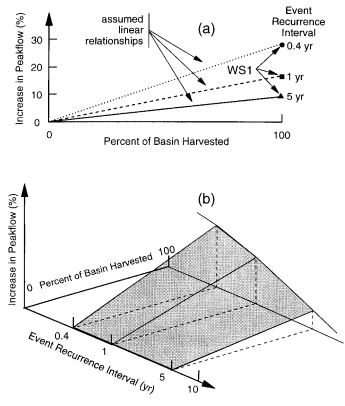 (a)
assumed
linear
relationships
Event
Recurrence
Interval
Increase in Peakflow (%)
30
20
10
0
0.4 yr
WS1
1 yr
5 yr
0
100
Percent of Basin Harvested
(b)
Increase in Peakflow (%)
0
Percent of Basin Harvested
100
0.4
1
5
10
Event Recurrence Interval (yr)